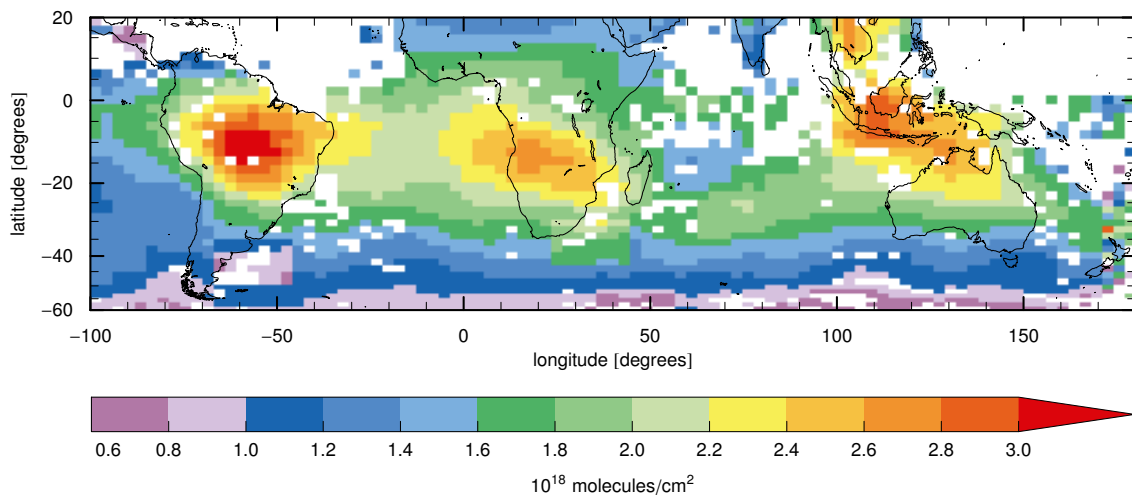 20
0
−20
−40
−60
latitude [degrees]
−100 −50 0 50 100 150
longitude [degrees]
0.6 0.8 1.0 1.2 1.4 1.6 1.8 2.0 2.2 2.4 2.6 2.8 3.0
10¹⁸ molecules/cm²